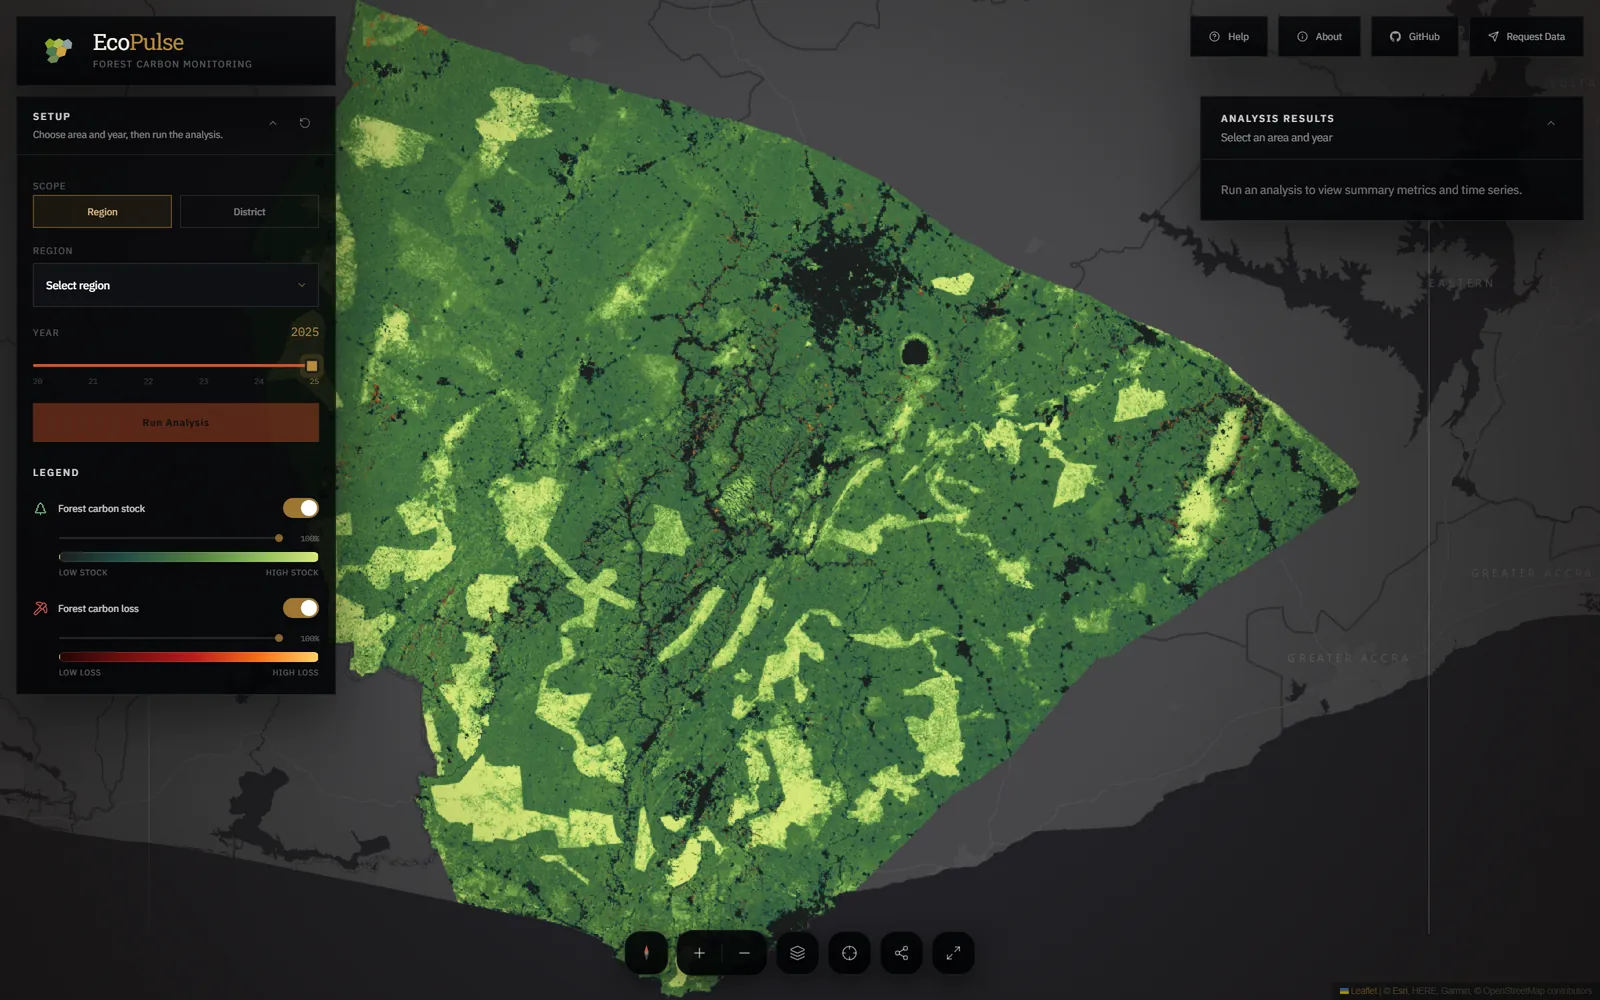 EcoPulse
FOREST CARBON MONITORING
SETUP
Choose area and year, then run the analysis.
SCOPE
Region
District
REGION
Select region
YEAR
2025
20
21
22
23
24
25
Run Analysis
LEGEND
Forest carbon stock
100%
LOW STOCK
HIGH STOCK
Forest carbon loss
100%
LOW LOSS
HIGH LOSS
Help
About
GitHub
Request Data
ANALYSIS RESULTS
Select an area and year
Run an analysis to view summary metrics and time series.
EASTERN
GREATER ACCRA
GREATER ACCRA
Leaflet | © Esri, HERE, Garmin, © OpenStreetMap contributors